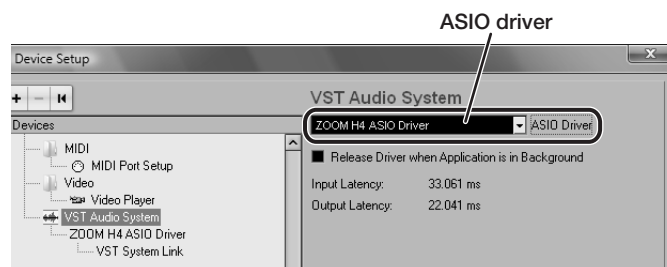 ASIO driver
Device Setup
VST Audio System
Devices
ZOOM H4 ASIO Driver
ASIO Driver
MIDI
MIDI Port Setup
Video
Video Player
VST Audio System
ZOOM H4 ASIO Driver
VST System Link
Release Driver when Application is in Background
Input Latency: 33.061 ms
Output Latency: 22.041 ms